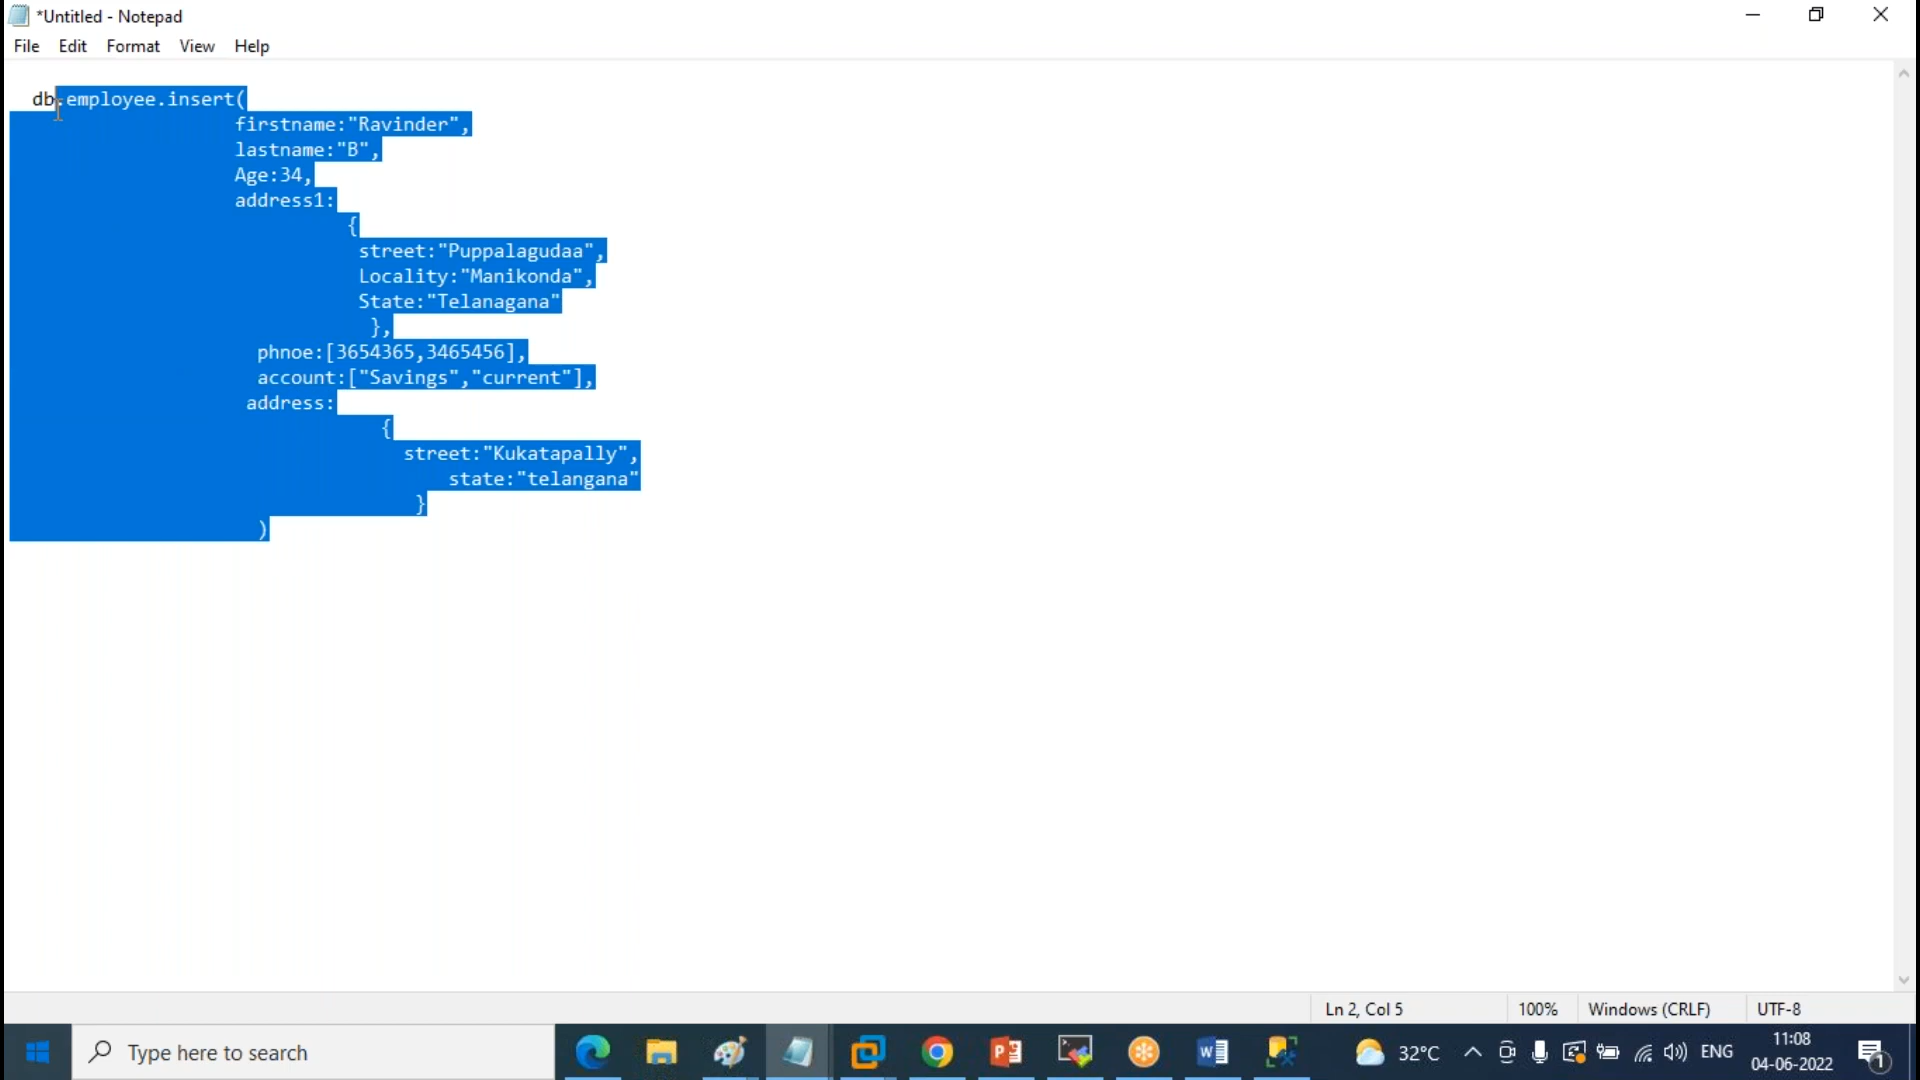 *Untitled - Notepad
File Edit Format View Help
db.employee.insert(
firstname:"Ravinder",
lastname:"B",
Age:34,
address1:
{
street:"Puppalagudaa",
Locality:"Manikonda",
State:"Telanagana"
},
phnoe:[3654365,3465456],
account:["Savings","current"],
address:
{
street:"Kukatapally",
state:"telangana"
}
)
Ln 2, Col 5 100% Windows (CRLF) UTF-8
Type here to search 32°C ENG 11:08
04-06-2022 1